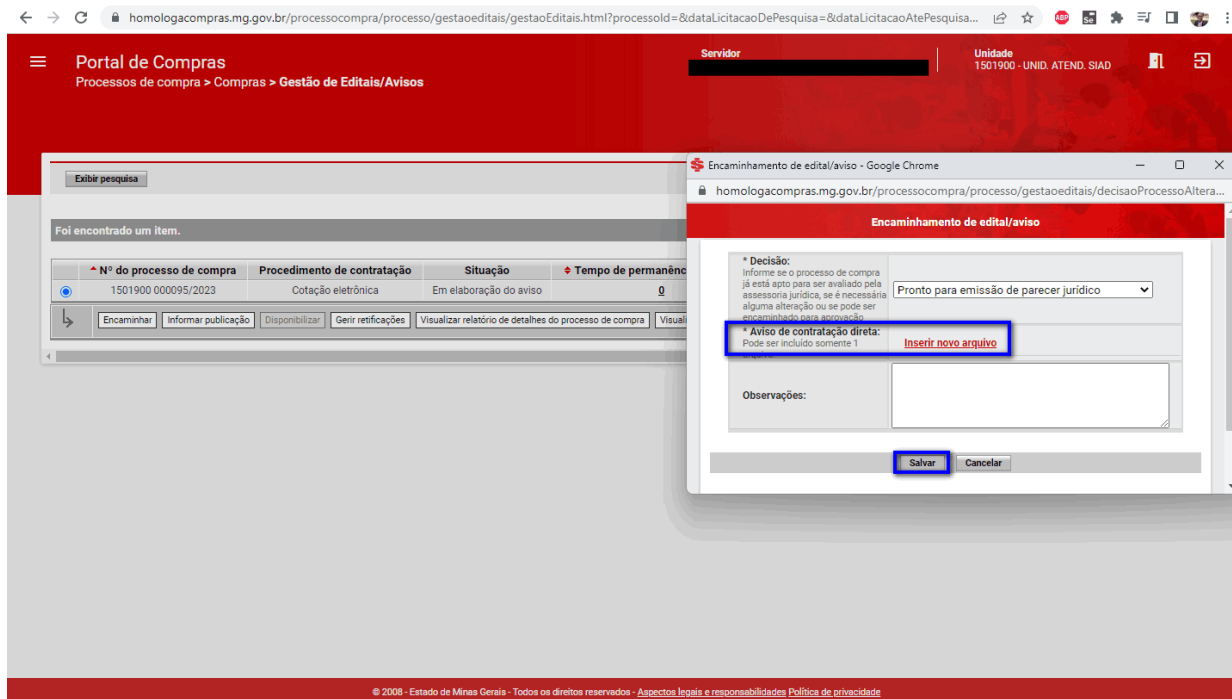 homologacompras.mg.gov.br/processocompra/processo/gestaoeditais/gestaoEditais.html?processoId=&dataLicitacaoDePesquisa=&dataLicitacaoAtePesquisa...
ABP
Se
Portal de Compras
Processos de compra > Compras > Gestão de Editais/Avisos
Servidor
Unidade
1501900 - UNID. ATEND. SIAD
Exibir pesquisa
Foi encontrado um item.
Nº do processo de compra Procedimento de contratação Situação Tempo de permanênc
1501900 000095/2023 Cotação eletrônica Em elaboração do aviso 0
Encaminhar Informar publicação Disponibilizar Gerir retificações Visualizar relatório de detalhes do processo de compra Visuali
Encaminhamento de edital/aviso - Google Chrome
homologacompras.mg.gov.br/processocompra/processo/gestaoeditais/decisaoProcessoAltera...
Encaminhamento de edital/aviso
* Decisão:
Informe se o processo de compra
já está apto para ser avaliado pela
assessoria jurídica, se é necessária
alguma alteração ou se pode ser
encaminhado para aprovação
Pronto para emissão de parecer jurídico
* Aviso de contratação direta:
Pode ser incluído somente 1
arquivo.
Inserir novo arquivo
Observações:
Salvar Cancelar
© 2008 - Estado de Minas Gerais - Todos os direitos reservados - Aspectos legais e responsabilidades Política de privacidade